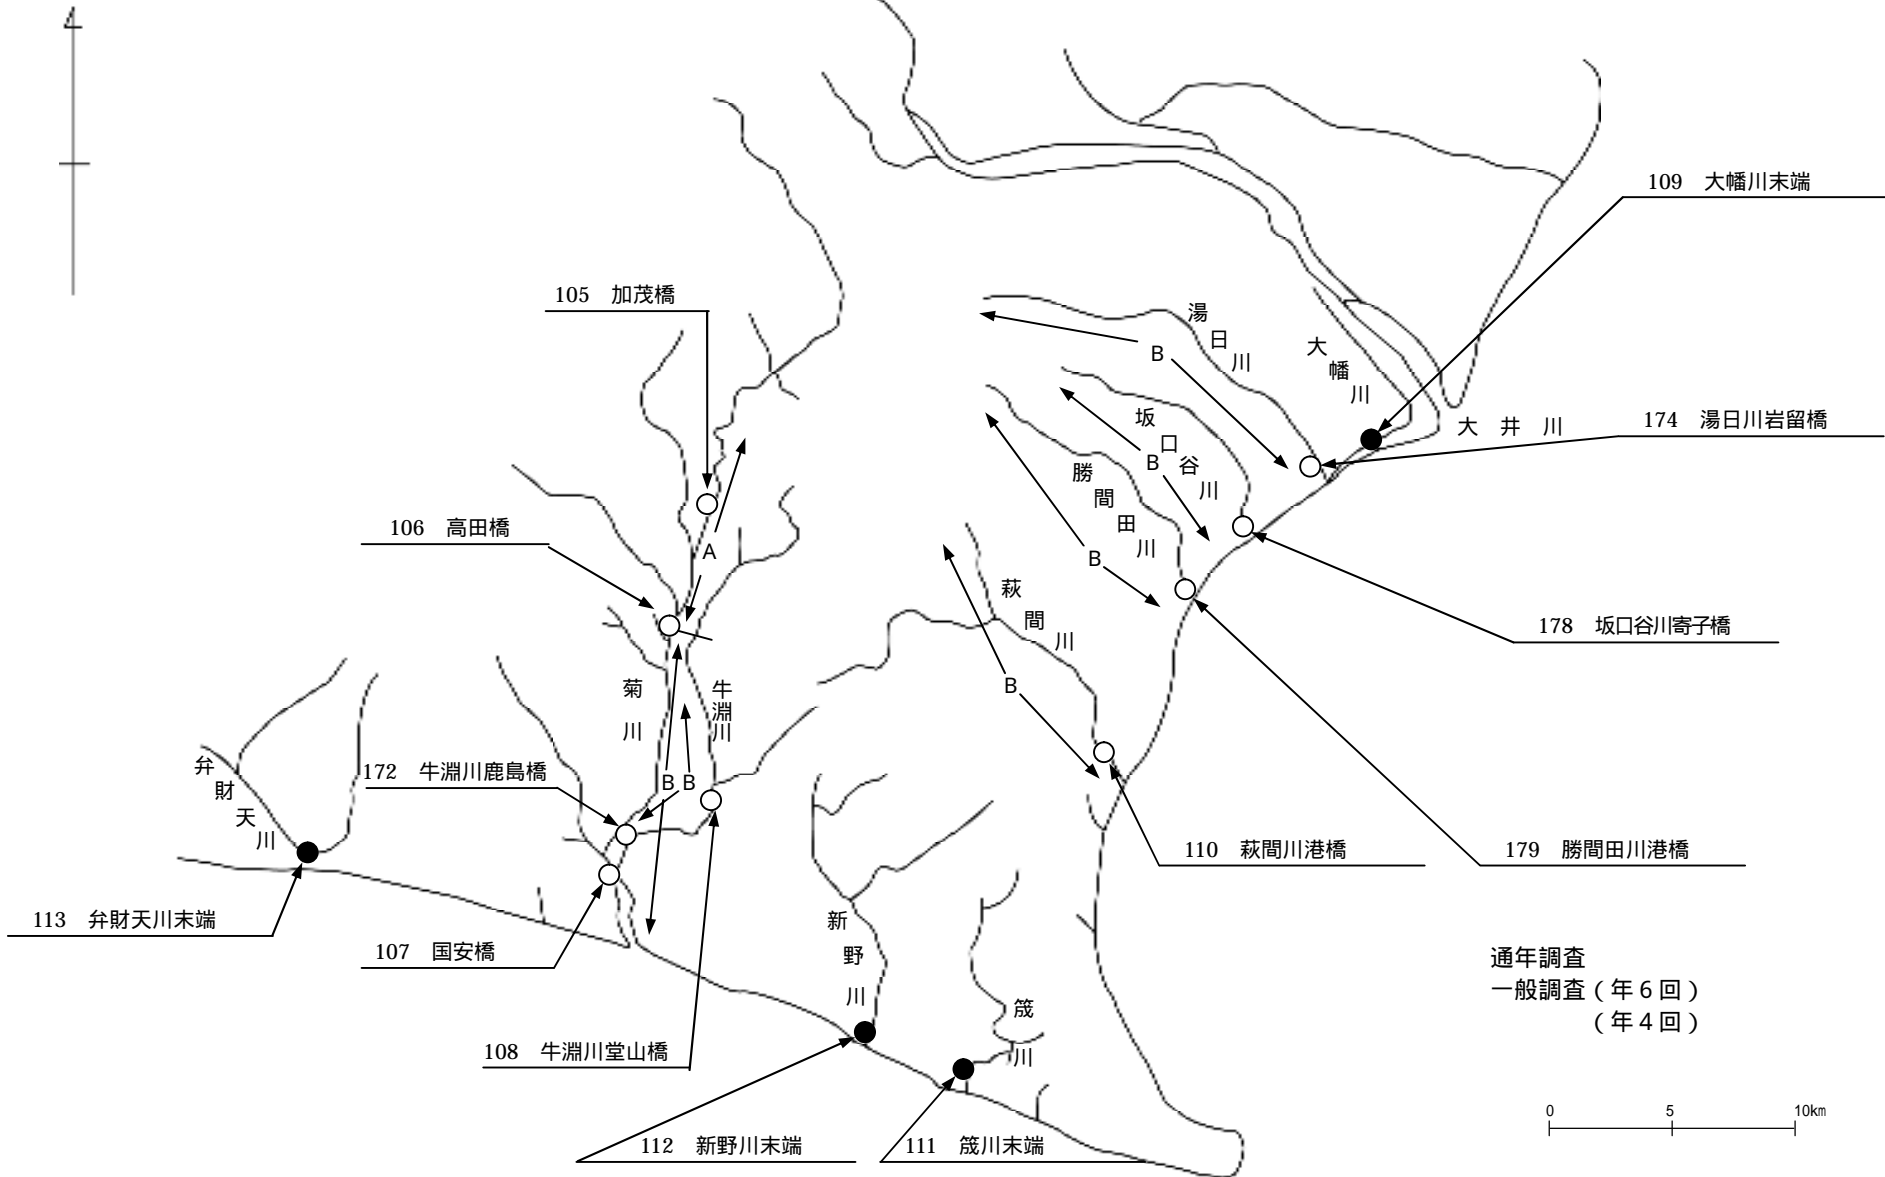 109 大幡川末端
105 加茂橋
湯日川
大幡川
B
174 湯日川岩留橋
大井川
坂口谷川
B
勝間田川
106 高田橋
A
B
178 坂口谷川寄子橋
萩間川
B
菊川
牛淵川
弁財天川
172 牛淵川鹿島橋
B
B
110 萩間川港橋
179 勝間田川港橋
113 弁財天川末端
107 国安橋
新野川
通年調査
一般調査(年6回)
(年4回)
筬川
108 牛淵川堂山橋
0 5 10km
112 新野川末端
111 筬川末端